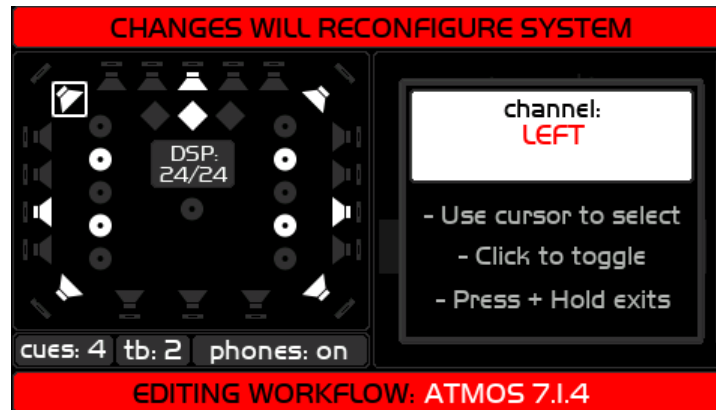 CHANGES WILL RECONFIGURE SYSTEM
DSP:
24/24
channel:
LEFT
- Use cursor to select
- Click to toggle
- Press + Hold exits
cues: 4 tb: 2 phones: on
EDITING WORKFLOW: ATMOS 7.1.4